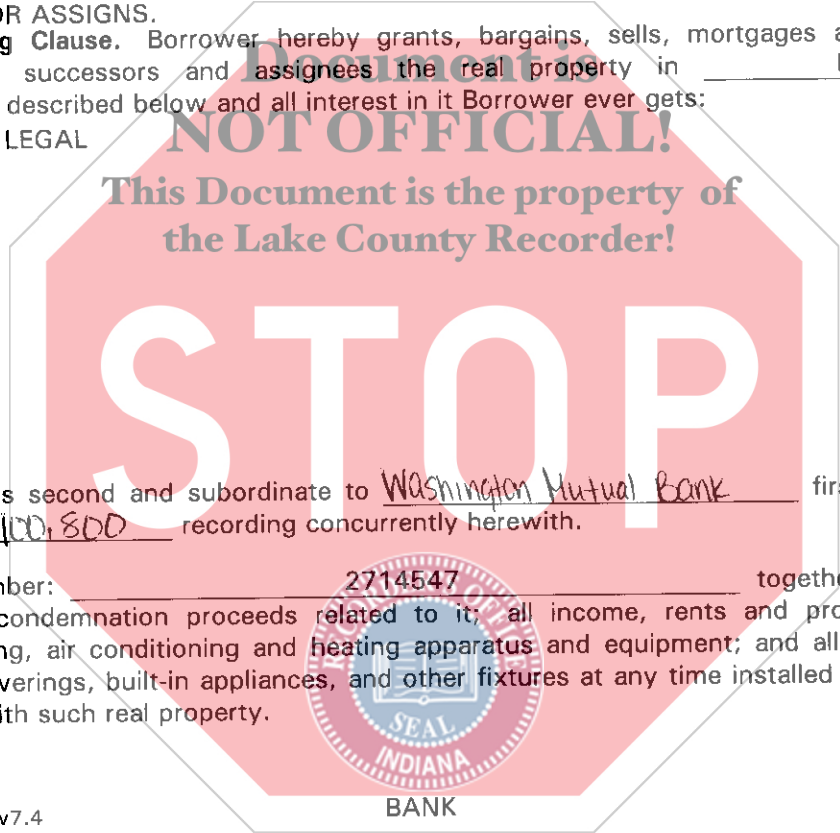 OR ASSIGNS.
g Clause. Borrower hereby grants, bargains, sells, mortgages a
Document is
successors and assignees the real property in
described below and all interest in it Borrower ever gets:
NOT OFFICIAL!
LEGAL
This Document is the property of
the Lake County Recorder!
STOP
s second and subordinate to Washington Mutual Bank firs
100,800 recording concurrently herewith.
nber: 2714547 togethe
condemnation proceeds related to it; all income, rents and pro
ng, air conditioning and heating apparatus and equipment; and all
verings, built-in appliances, and other fixtures at any time installed
ith such real property.
RECORDER'S OFFICE
SEAL
INDIANA
BANK
v7.4